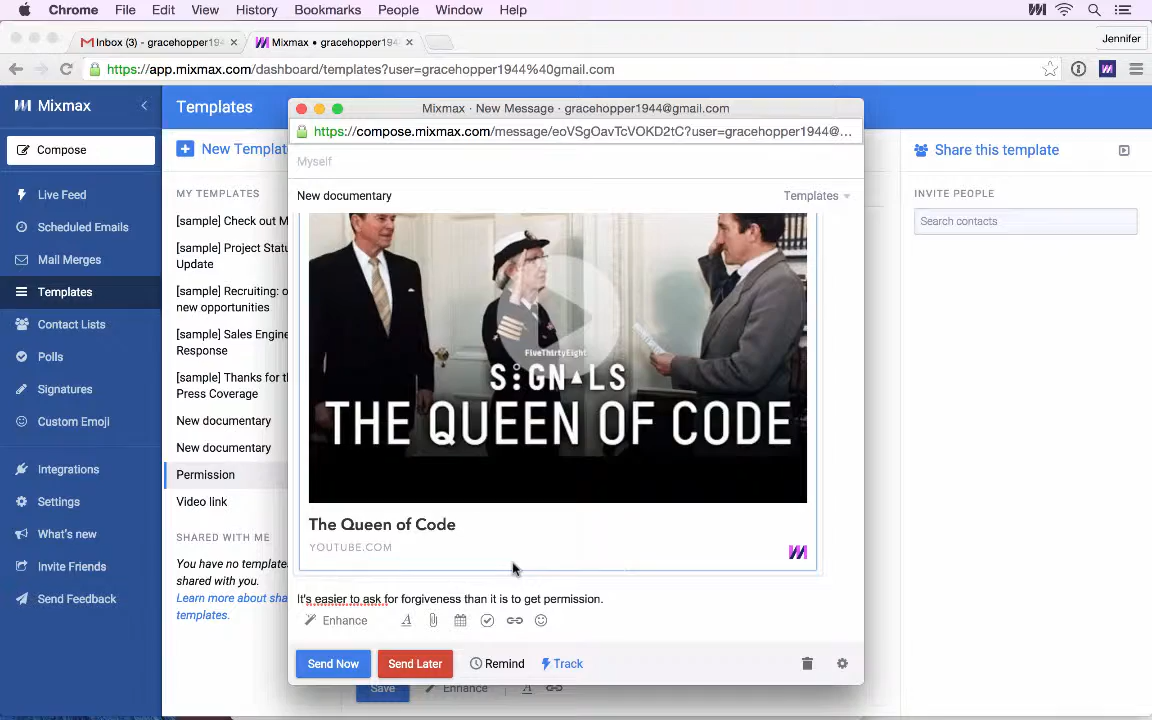 Chrome File Edit View History Bookmarks People Window Help
Inbox (3) - gracehopper194
Mixmax • gracehopper194
Jennifer
https://app.mixmax.com/dashboard/templates?user=gracehopper1944%40gmail.com
Mixmax
Compose
Live Feed
Scheduled Emails
Mail Merges
Templates
Contact Lists
Polls
Signatures
Custom Emoji
Integrations
Settings
What's new
Invite Friends
Send Feedback
Templates
New Templat
MY TEMPLATES
[sample] Check out M
[sample] Project Statu
Update
[sample] Recruiting: o
new opportunities
[sample] Sales Engine
Response
[sample] Thanks for th
Press Coverage
New documentary
New documentary
Permission
Video link
SHARED WITH ME
You have no template
shared with you.
Learn more about sha
templates.
Mixmax · New Message · gracehopper1944@gmail.com
https://compose.mixmax.com/message/eoVSgOavTcVOKD2tC?user=gracehopper1944@...
Myself
New documentary
Templates
FiveThirtyEight
SIGNALS
THE QUEEN OF CODE
The Queen of Code
YOUTUBE.COM
It's easier to ask for forgiveness than it is to get permission.
Enhance
Send Now
Send Later
Remind
Track
Save
Enhance
Share this template
INVITE PEOPLE
Search contacts